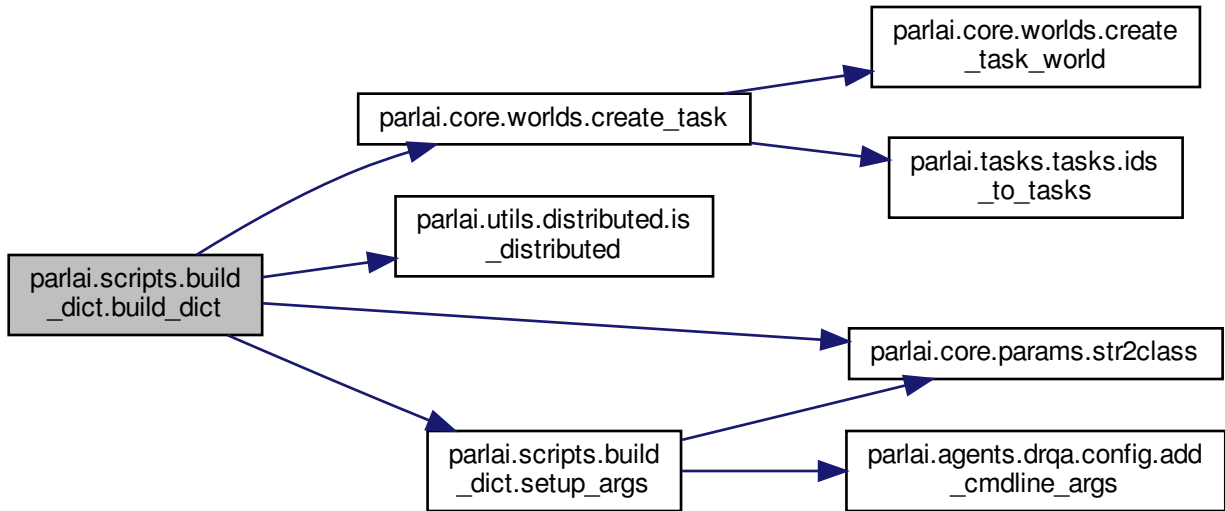 parlai.core.worlds.create
_task_world
parlai.core.worlds.create_task
parlai.tasks.tasks.ids
_to_tasks
parlai.utils.distributed.is
_distributed
parlai.scripts.build
_dict.build_dict
parlai.core.params.str2class
parlai.scripts.build
_dict.setup_args
parlai.agents.drqa.config.add
_cmdline_args